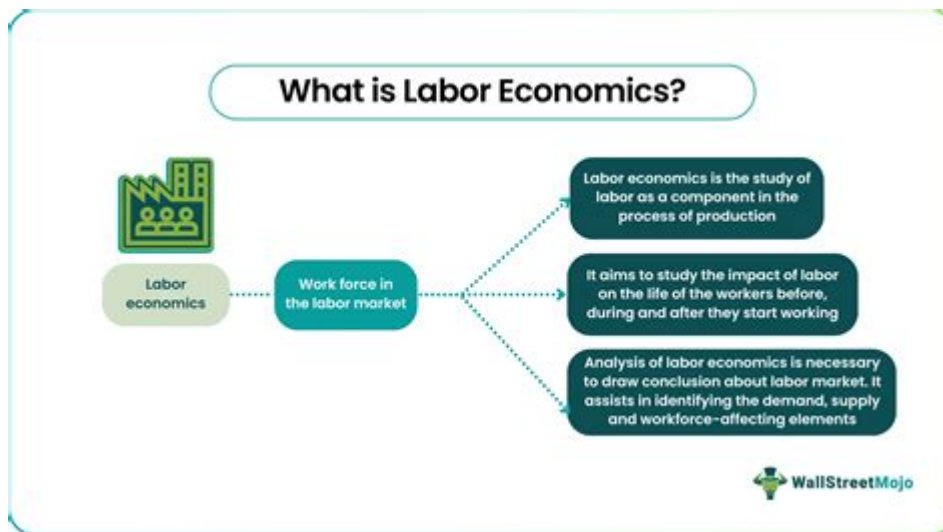 What is Labor Economics?
Labor
economics
Work force in
the labor market
Labor economics is the study of
labor as a component in the
process of production
It aims to study the impact of labor
on the life of the workers before,
during and after they start working
Analysis of labor economics is necessary
to draw conclusion about labor market. It
assists in identifying the demand, supply
and workforce-affecting elements
WallStreetMojo